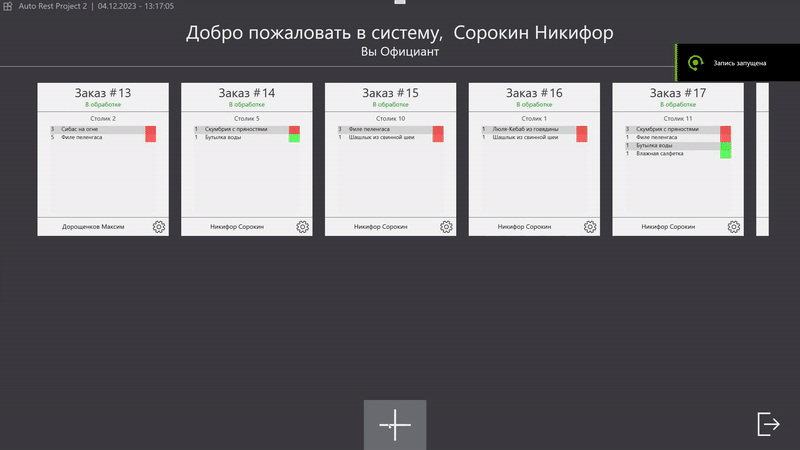 Auto Rest Project 2 | 04.12.2023 - 13:17:05
Добро пожаловать в систему, Сорокин Никифор
Вы Официант
Запись запущена
Заказ #13
В обработке
Столик 2
3 Сибас на огне
5 Филе пеленгаса
Дорощенков Максим
Заказ #14
В обработке
Столик 5
1 Скумбрия с пряностями
1 Бутылка воды
Никифор Сорокин
Заказ #15
В обработке
Столик 10
3 Филе пеленгаса
1 Шашлык из свинной шеи
Никифор Сорокин
Заказ #16
В обработке
Столик 1
1 Люля-Кебаб из говядины
1 Шашлык из свинной шеи
Никифор Сорокин
Заказ #17
В обработке
Столик 11
3 Скумбрия с пряностями
1 Филе пеленгаса
1 Бутылка воды
1 Влажная салфетка
Никифор Сорокин